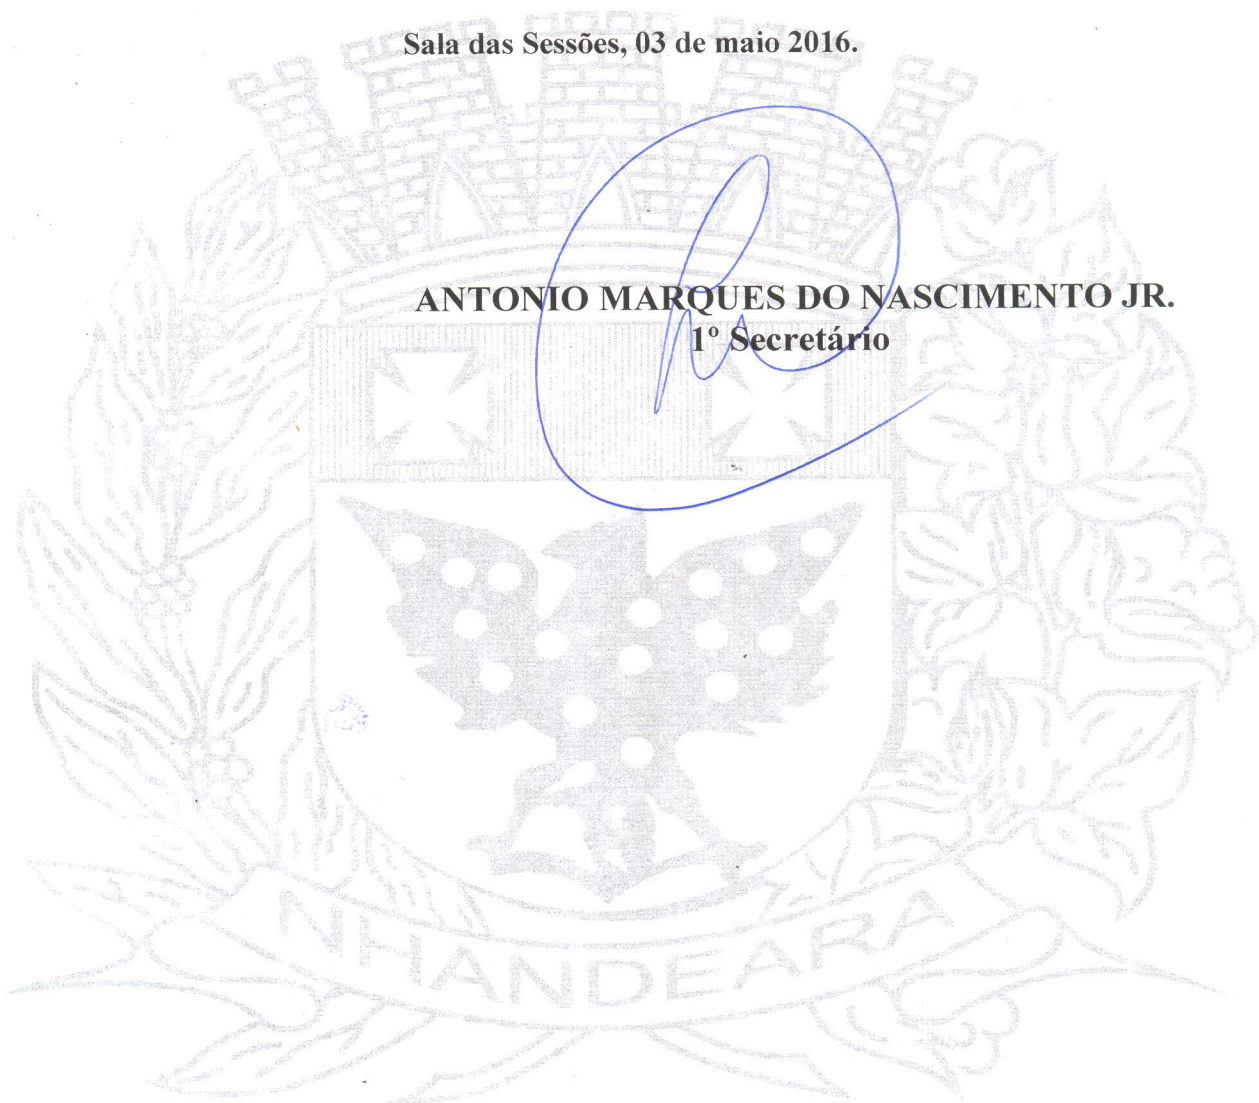 Sala das Sessões, 03 de maio 2016.
ANTONIO MARQUES DO NASCIMENTO JR.
1º Secretário
NHANDEARA